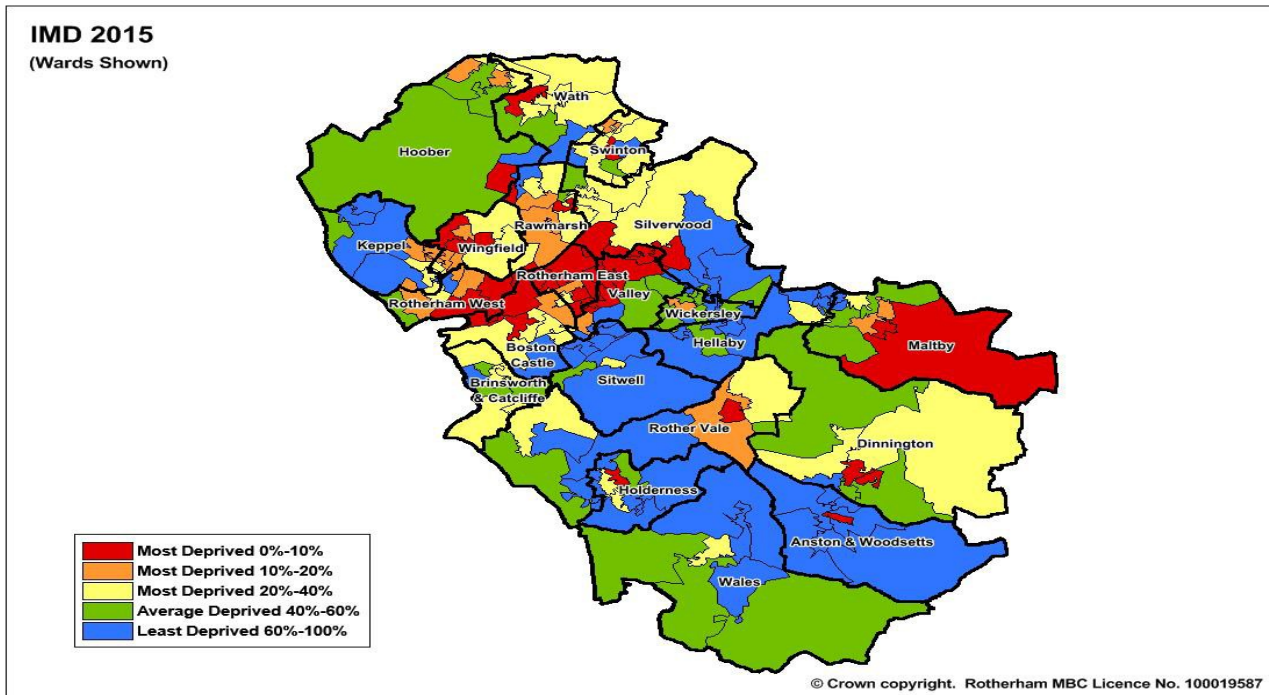 IMD 2015
(Wards Shown)
Wath
Hoober
Swinton
Rawmarsh
Silverwood
Keppel
Wingfield
Rotherham East
Valley
Rotherham West
Wickersley
Boston
Castle
Hellaby
Maltby
Brinsworth
& Catcliffe
Sitwell
Rother Vale
Dinnington
Holderness
Anston & Woodsetts
Wales
Most Deprived 0%-10%
Most Deprived 10%-20%
Most Deprived 20%-40%
Average Deprived 40%-60%
Least Deprived 60%-100%
© Crown copyright. Rotherham MBC Licence No. 100019587